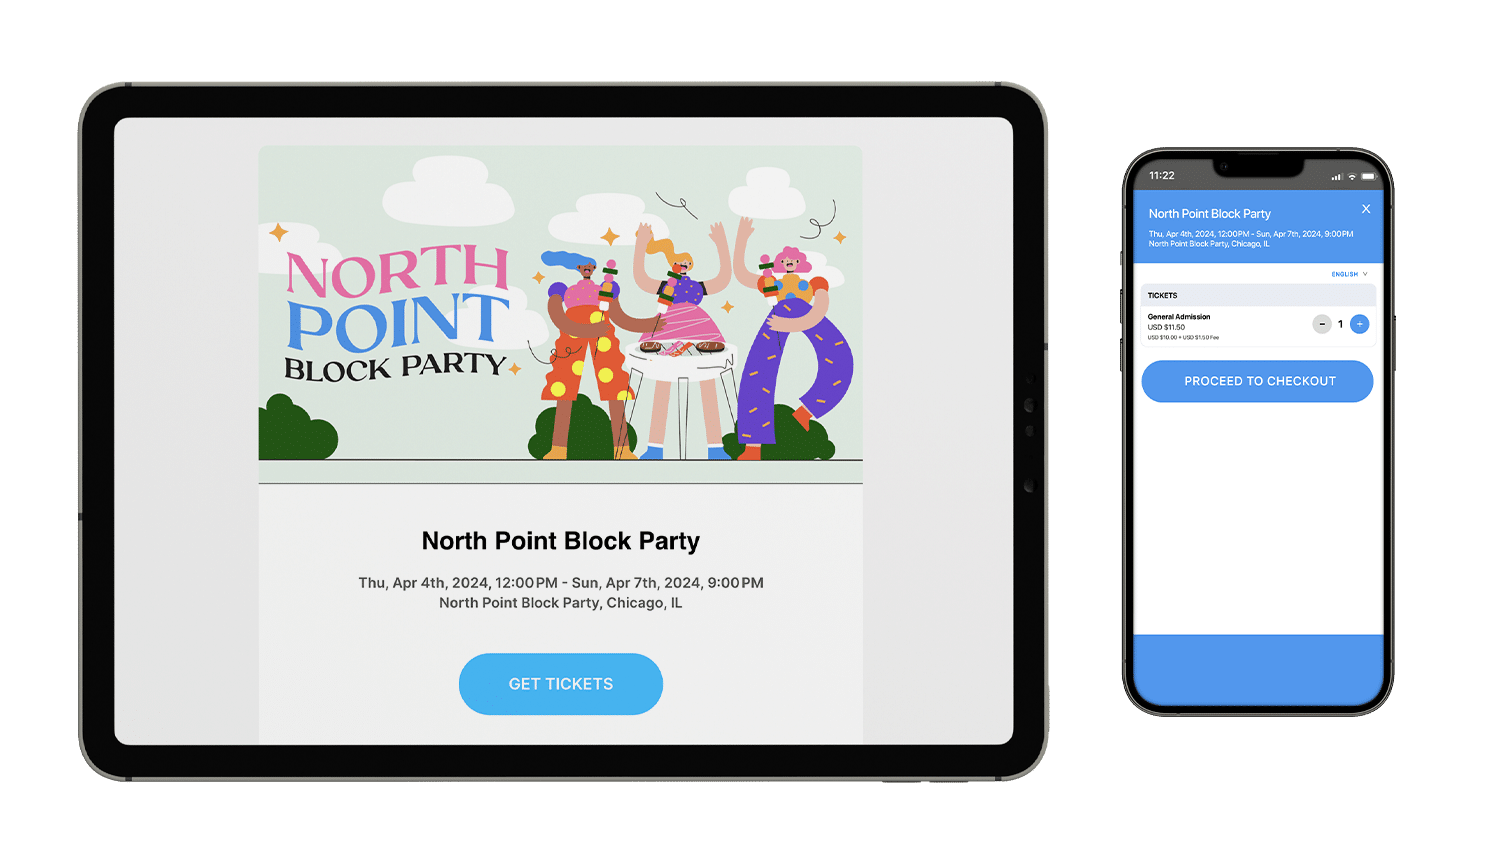 NORTH
POINT
BLOCK PARTY
North Point Block Party
Thu, Apr 4th, 2024, 12:00PM - Sun, Apr 7th, 2024, 9:00PM
North Point Block Party, Chicago, IL
GET TICKETS
11:22
North Point Block Party
X
Thu, Apr 4th, 2024, 12:00PM - Sun, Apr 7th, 2024, 9:00PM
North Point Block Party, Chicago, IL
ENGLISH
TICKETS
General Admission
USD $11.50
- 1 +
USD $10.00 + USD $1.50 Fee
PROCEED TO CHECKOUT